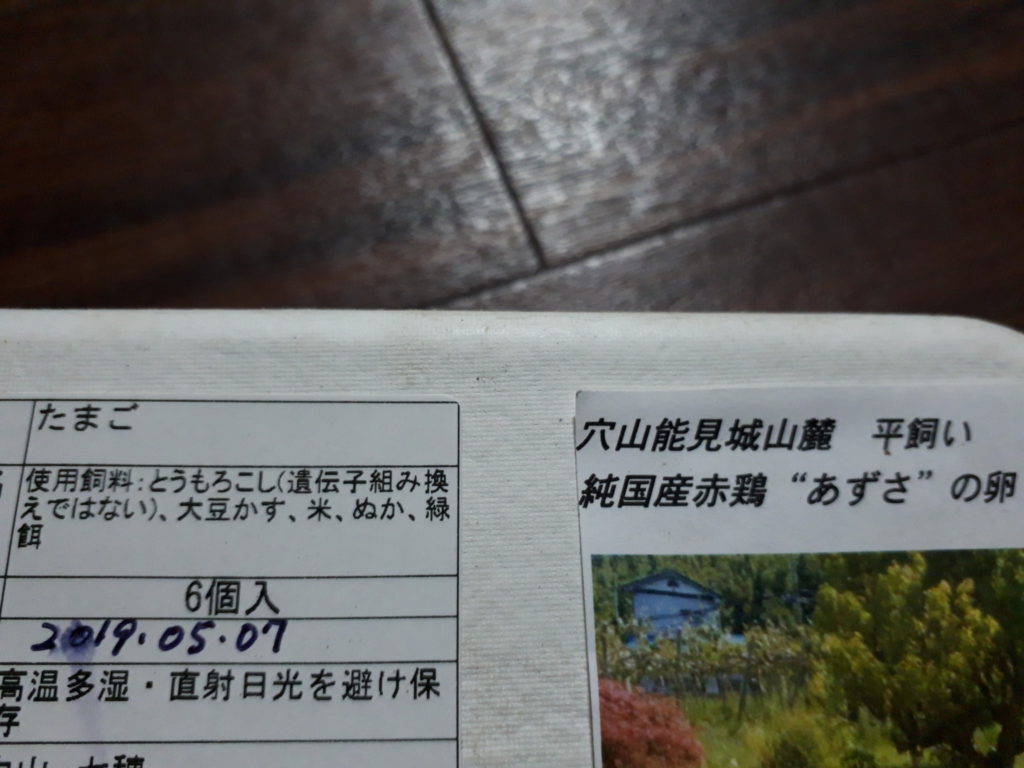 たまご
使用飼料:とうもろこし(遺伝子組み換
えではない)、大豆かす、米、ぬか、緑
餌
6個入
2019.05.07
高温多湿・直射日光を避け保
存
穴山能見城山麓 平飼い
純国産赤鶏 “あずさ” の卵